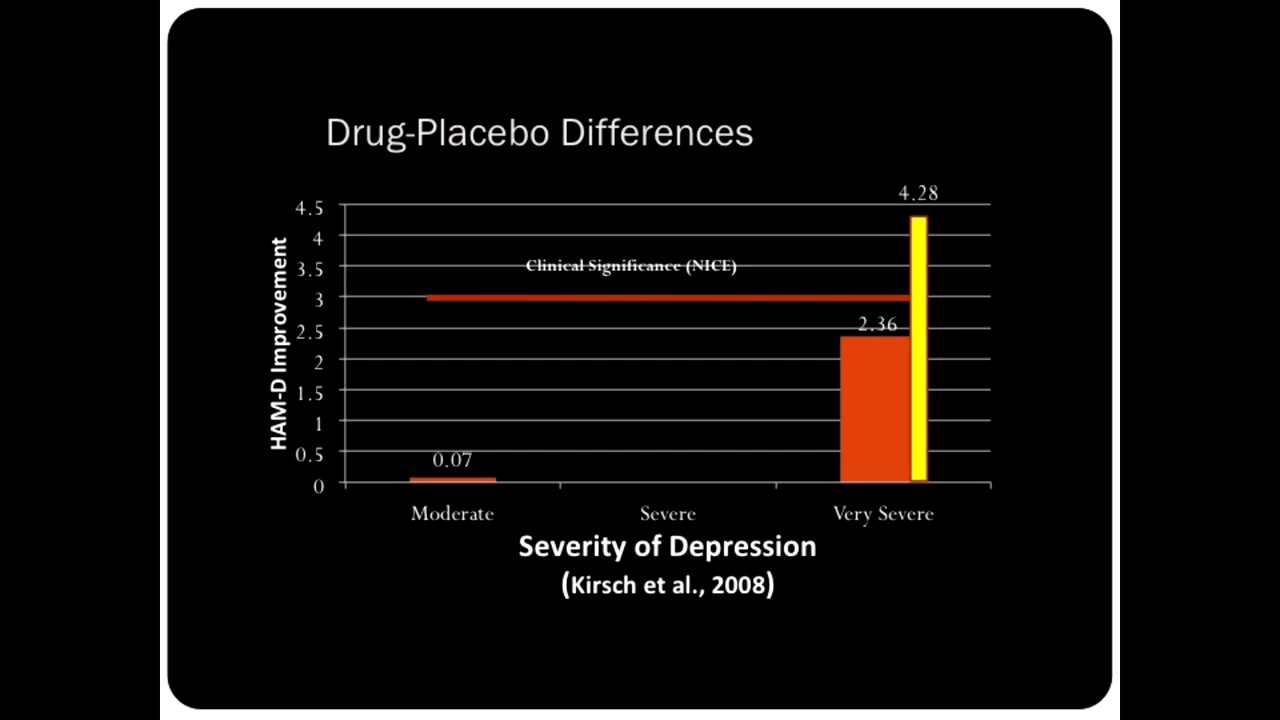 Drug-Placebo Differences
4.28
4.5
4
3.5
3
2.5
2
1.5
1
0.5
0
HAM-D Improvement
Clinical Significance (NICE)
2.36
0.07
Moderate
Severe
Very Severe
Severity of Depression
(Kirsch et al., 2008)